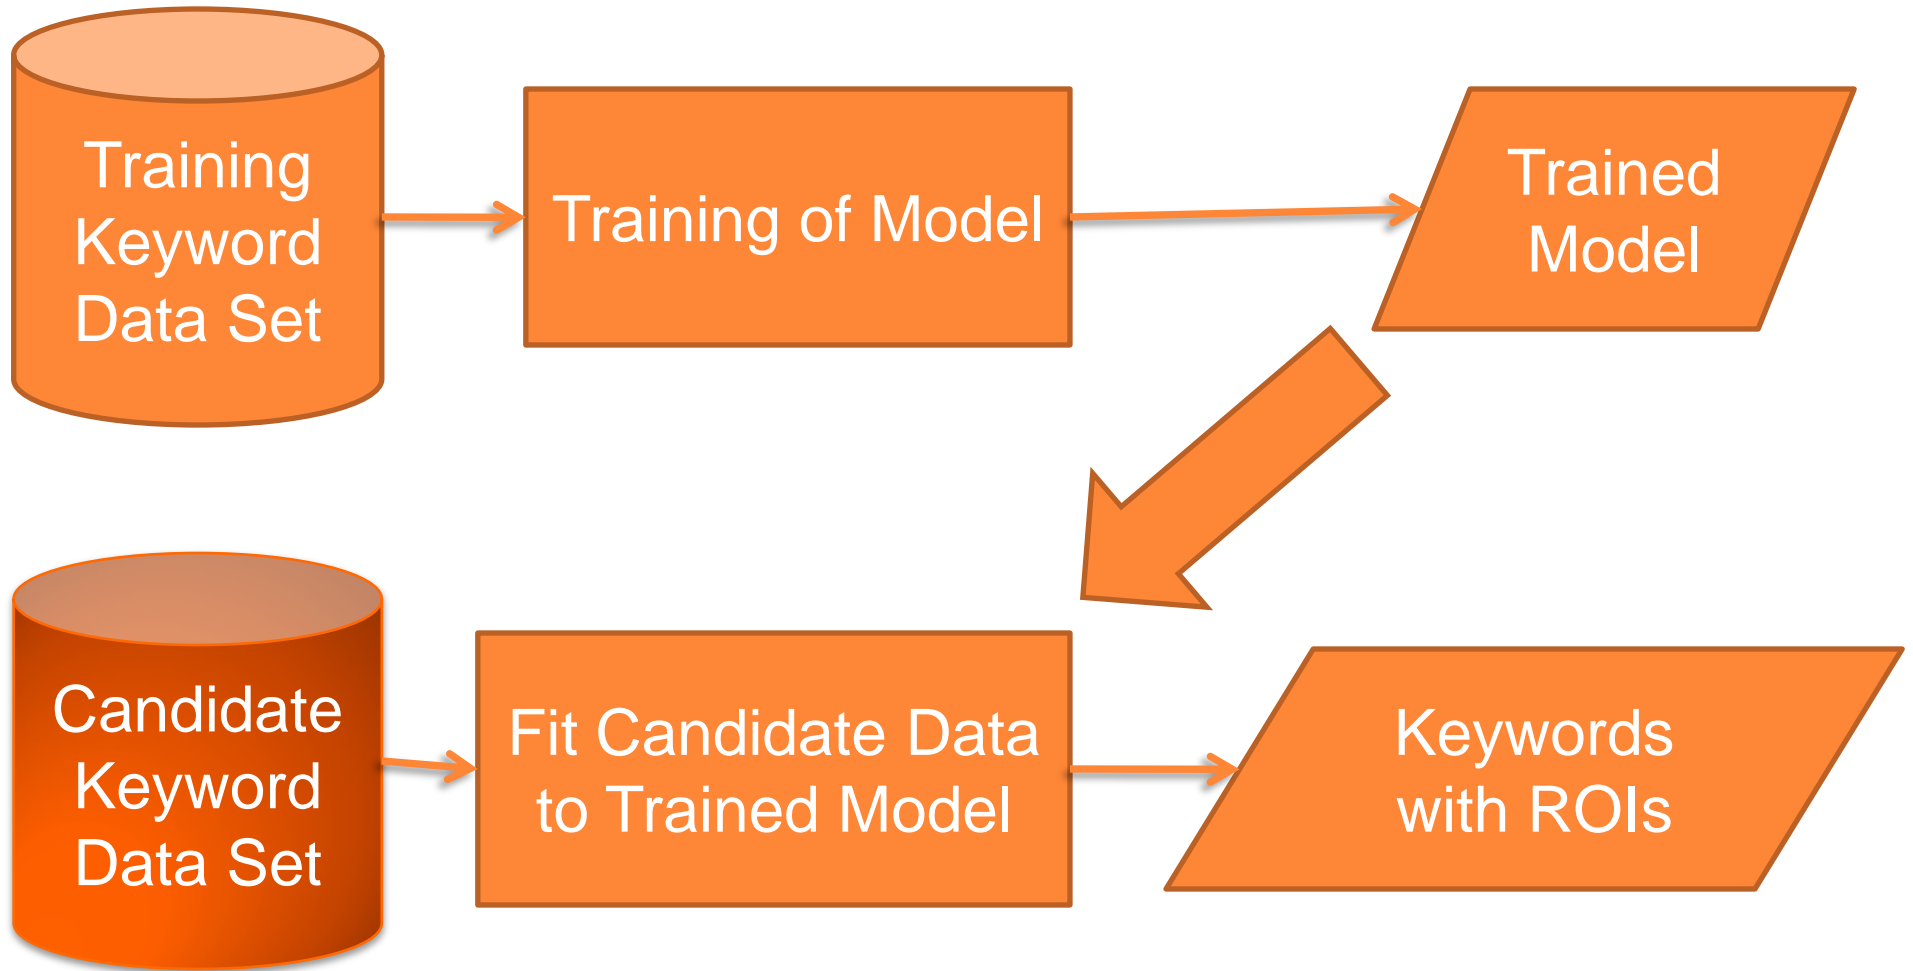 Training
Keyword
Data Set
Training of Model
Trained
Model
Candidate
Keyword
Data Set
Fit Candidate Data
to Trained Model
Keywords
with ROIs